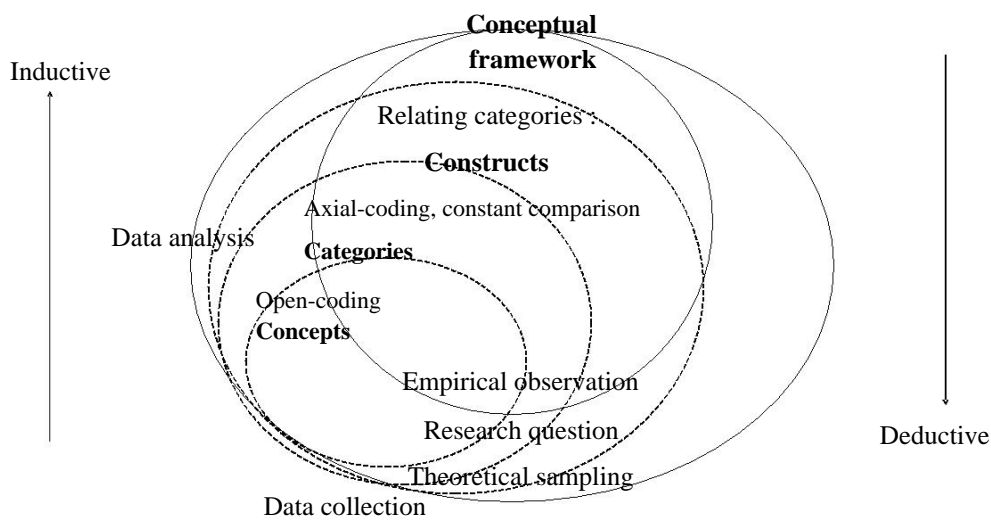 Conceptual
framework
Inductive
Relating categories :
Constructs
Axial-coding, constant comparison
Data analysis
Categories
Open-coding
Concepts
Empirical observation
Research question
Deductive
Theoretical sampling
Data collection